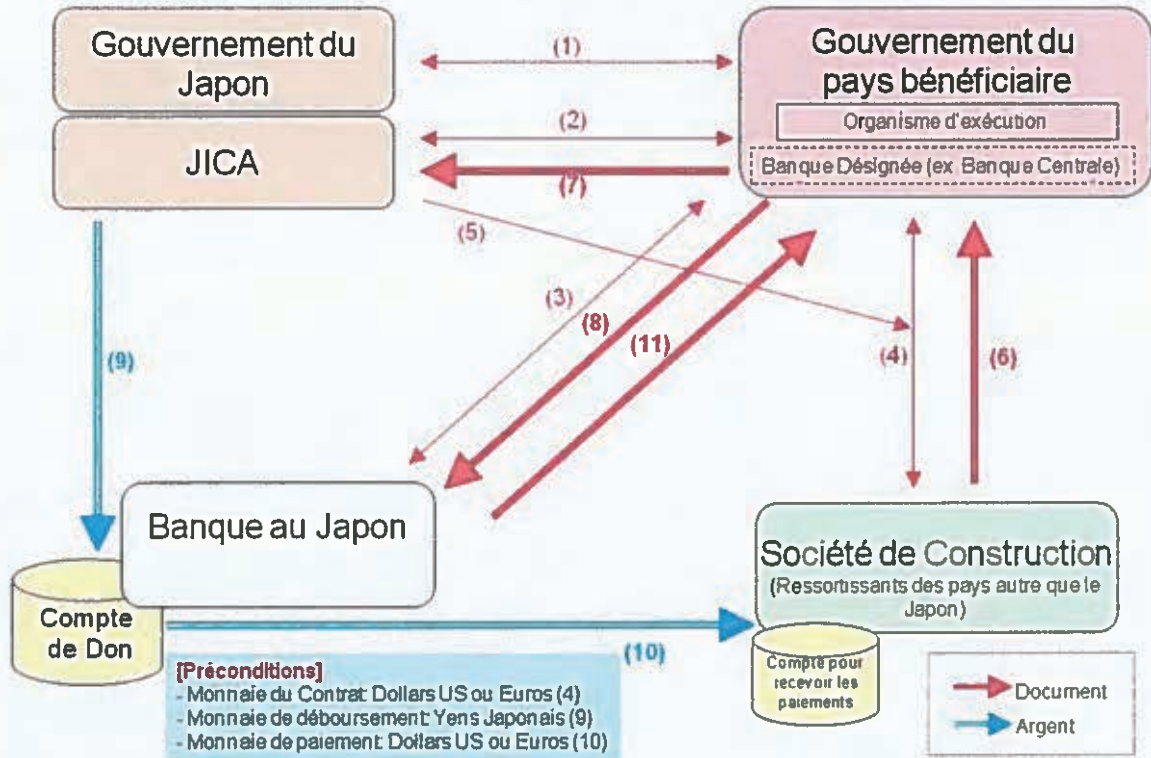 Gouvernement du
Japon
JICA
(1)
(2)
(7)
(5)
Gouvernement du
pays bénéficiaire
Organisme d'exécution
Banque Désignée (ex Banque Centrale)
(3)
(8)
(11)
(4)
(6)
(9)
Banque au Japon
Compte
de Don
(10)
Société de Construction
(Ressortissants des pays autre que le
Japon)
Compte pour
recevoir les
paiements
[Préconditions]
- Monnaie du Contrat: Dollars US ou Euros (4)
- Monnaie de déboursement: Yens Japonais (9)
- Monnaie de paiement: Dollars US ou Euros (10)
Document
Argent